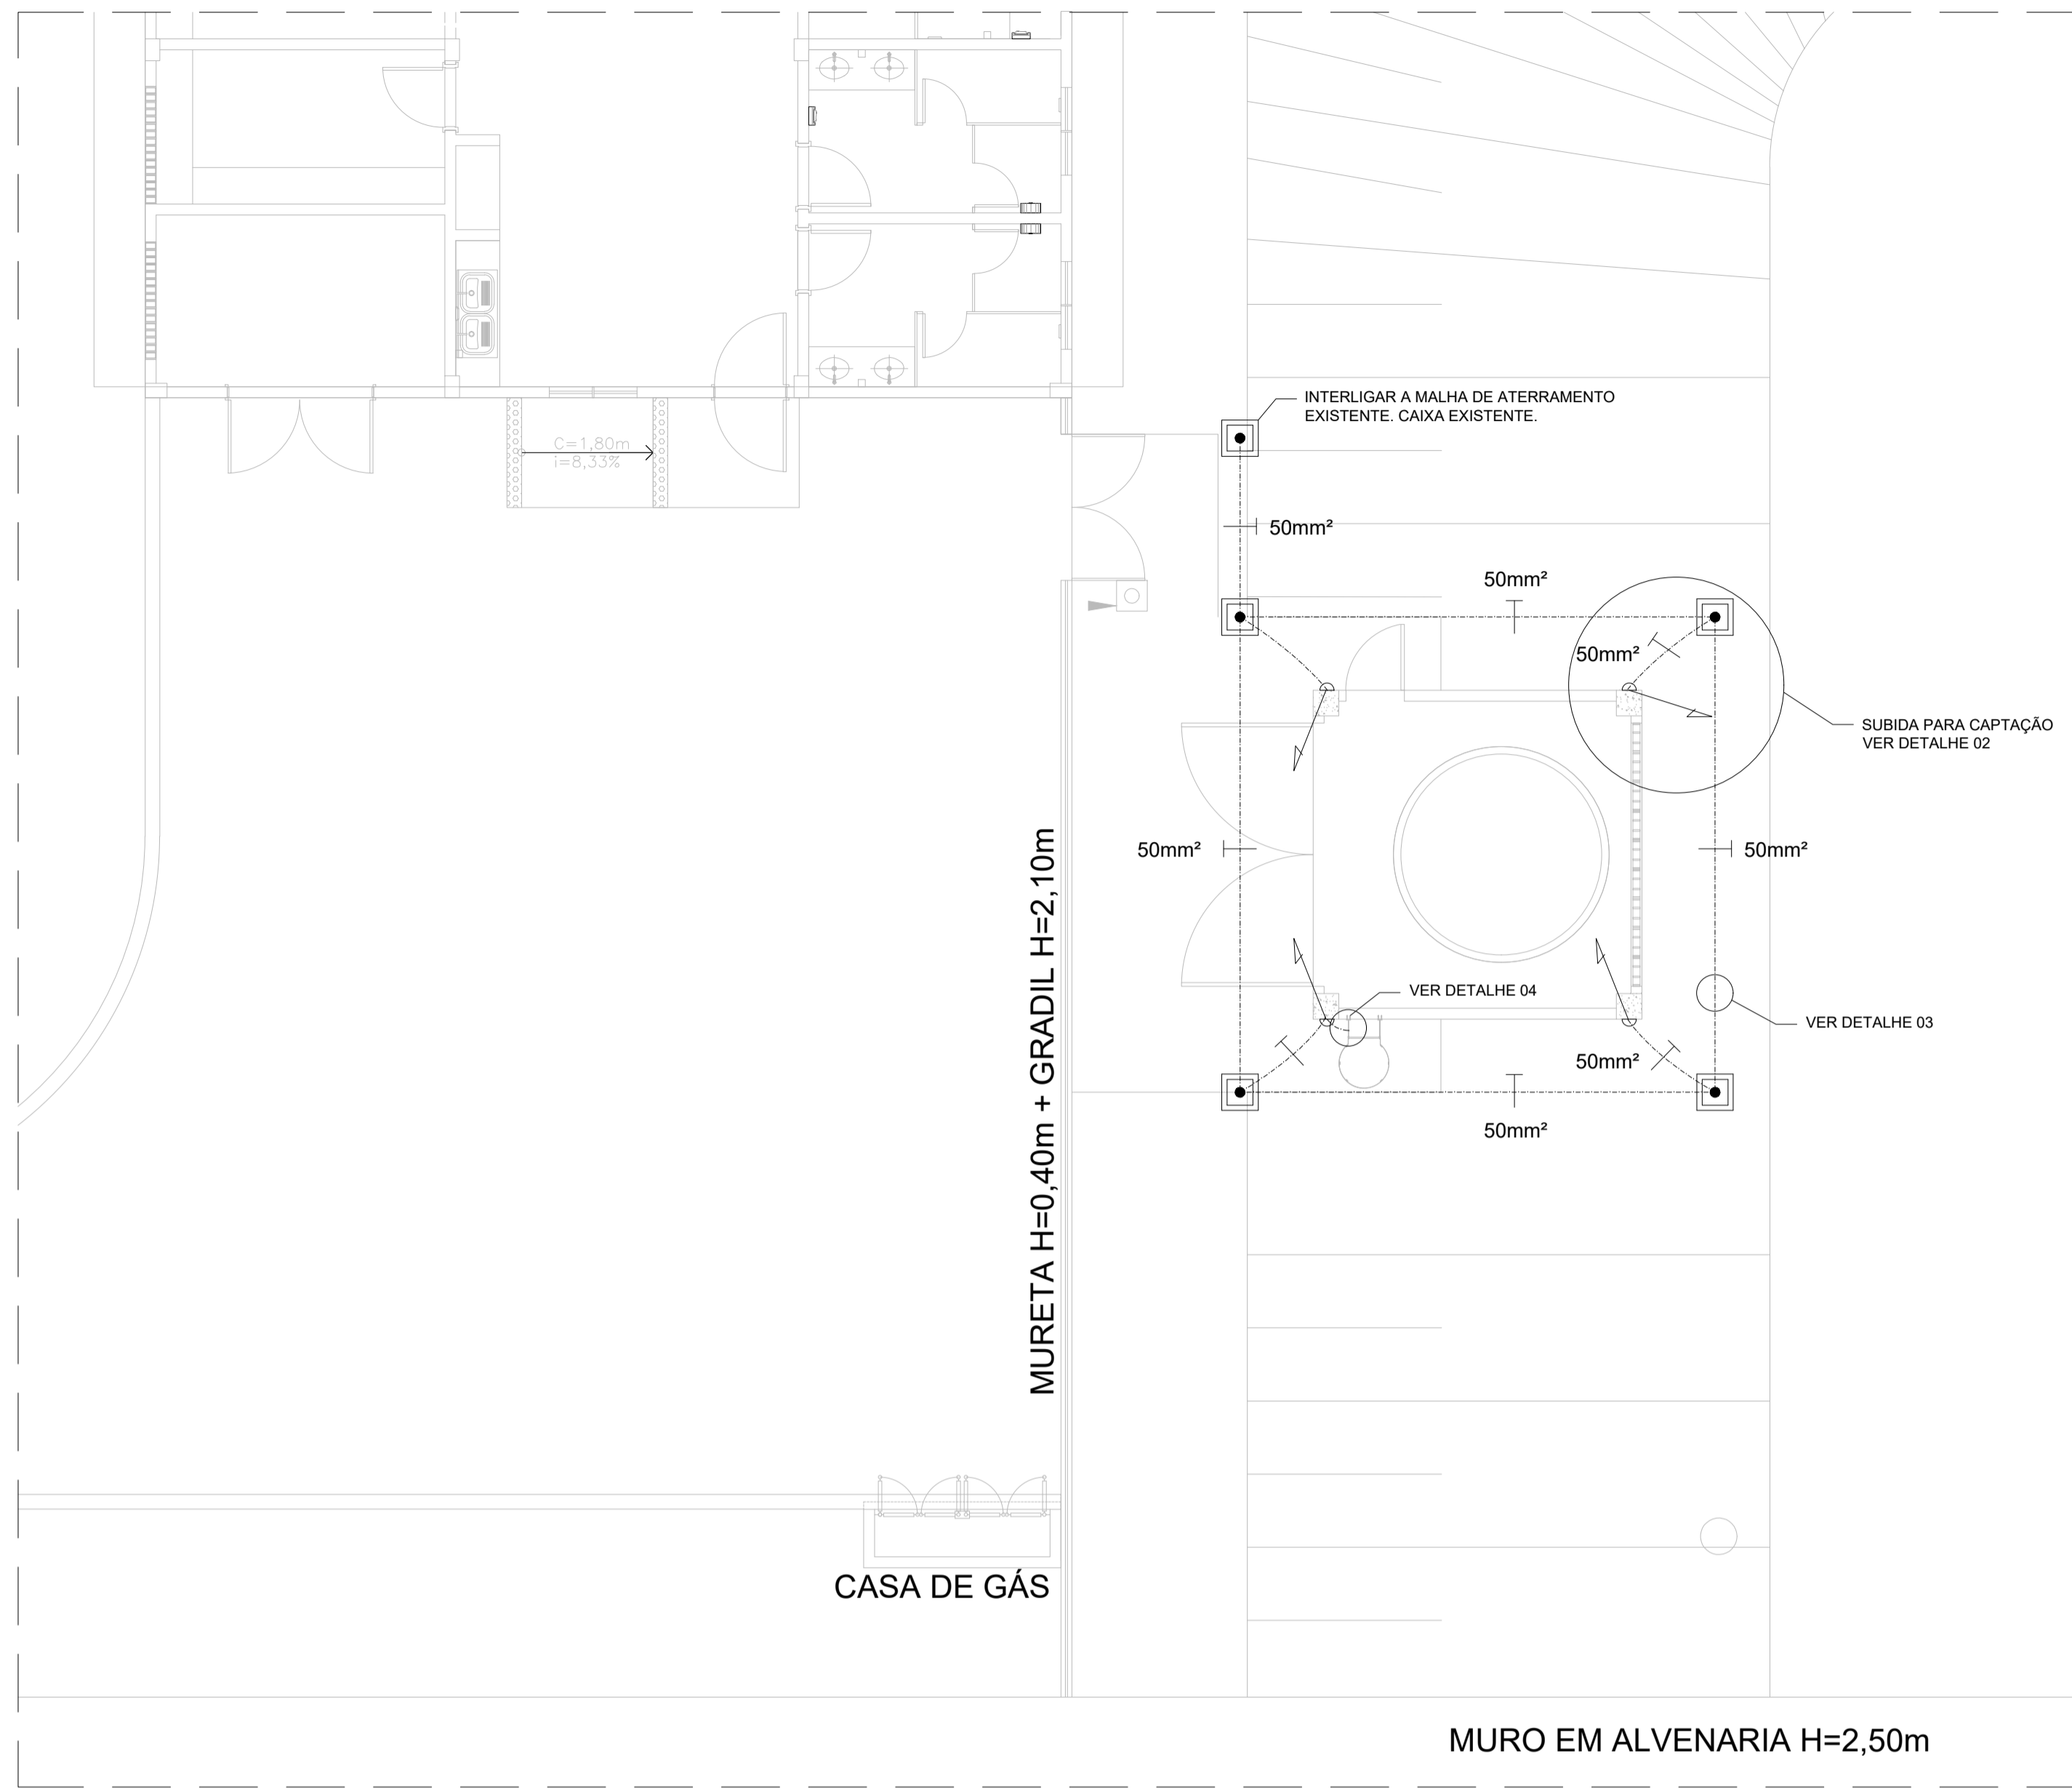 INTERLIGAR A MALHA DE ATERRAMENTO
EXISTENTE. CAIXA EXISTENTE.
C=1,80m
i=8,33%
50mm²
50mm²
50mm²
SUBIDA PARA CAPTAÇÃO
VER DETALHE 02
50mm²
50mm²
MURETA H=0,40m + GRADIL H=2,10m
VER DETALHE 04
VER DETALHE 03
50mm²
50mm²
CASA DE GÁS
MURO EM ALVENARIA H=2,50m